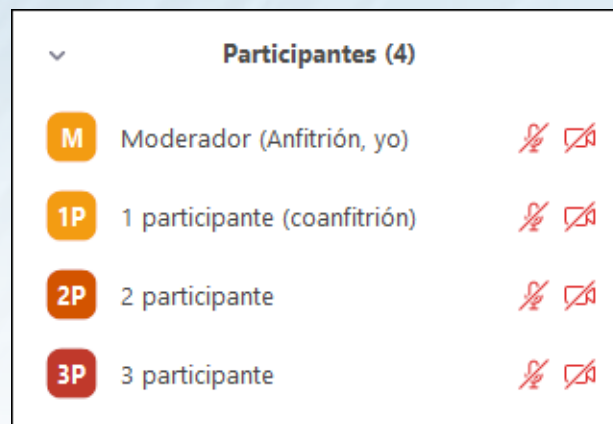 Participantes (4)
M Moderador (Anfitrión, yo)
1P 1 participante (coanfitrión)
2P 2 participante
3P 3 participante